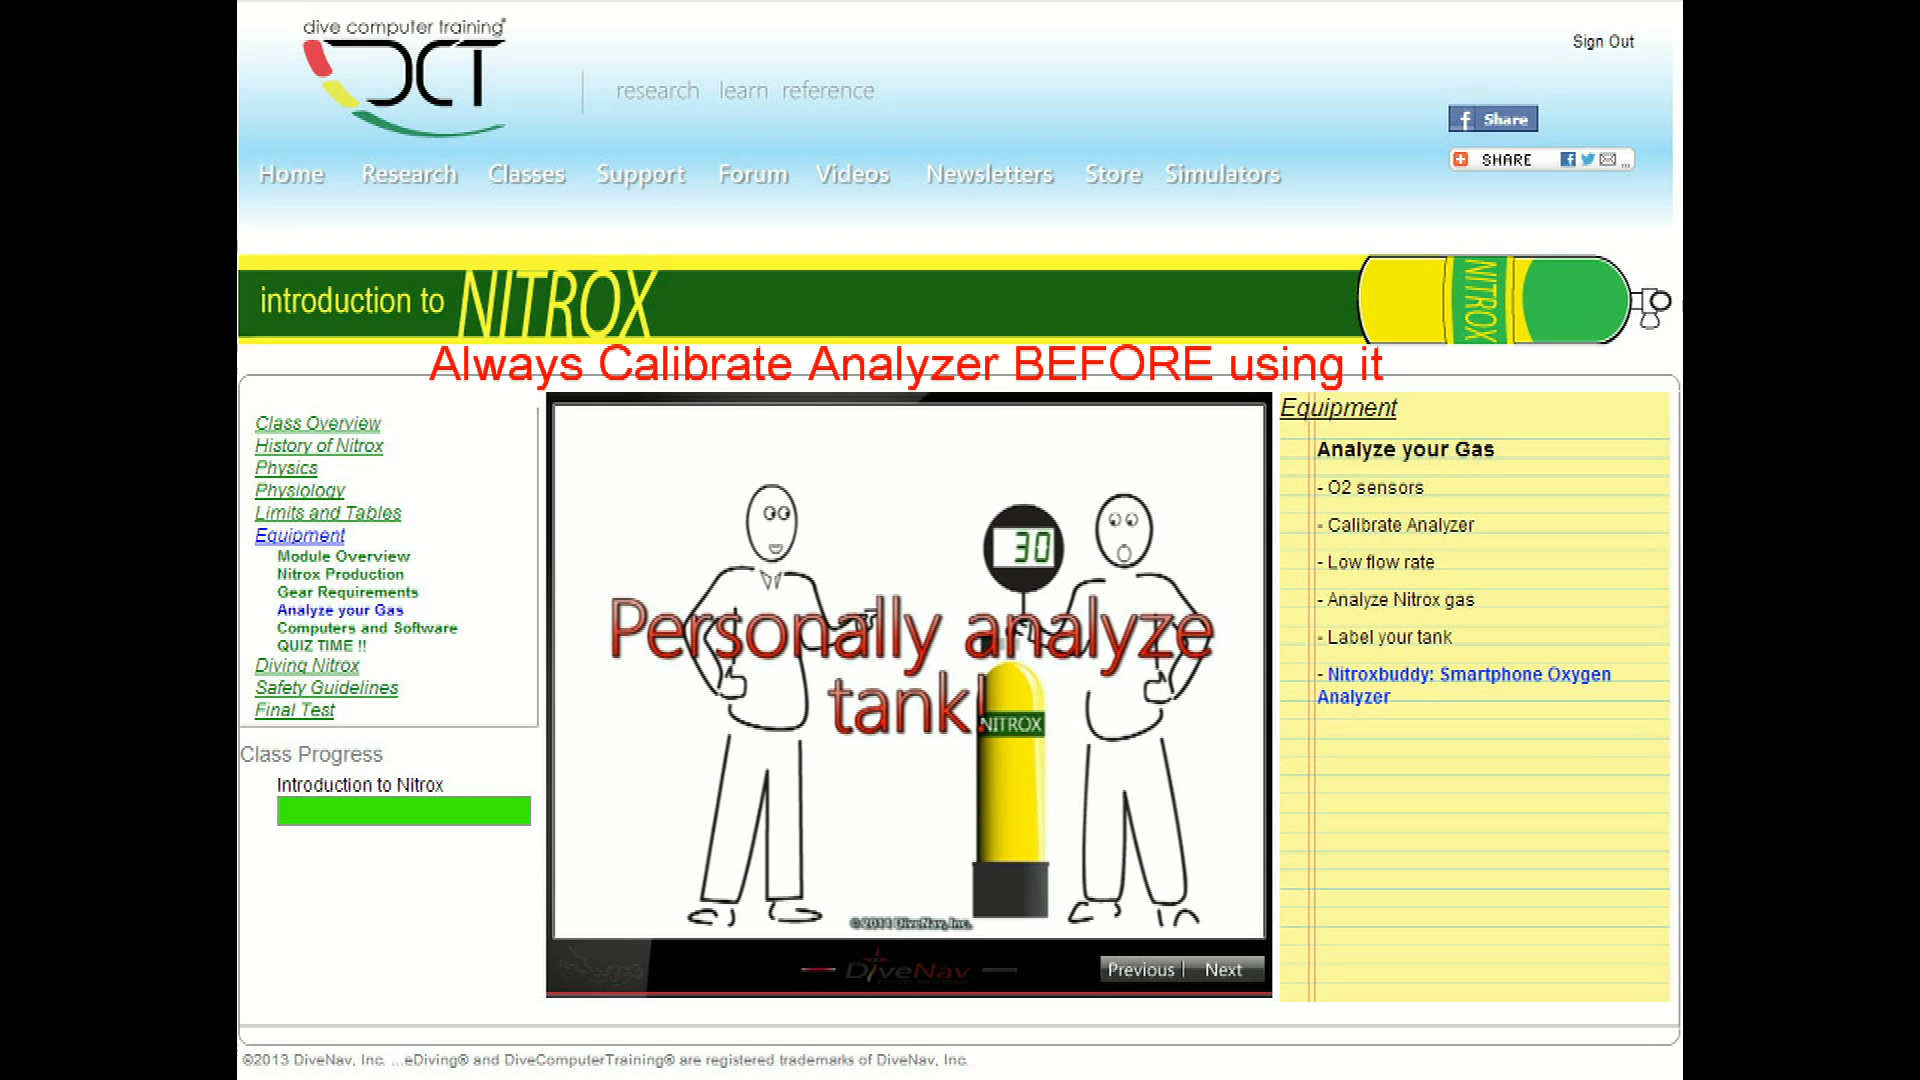 dive computer training®
DCT
research learn reference
Sign Out
Share
SHARE
Home Research Classes Support Forum Videos Newsletters Store Simulators
introduction to NITROX
NITROX
Always Calibrate Analyzer BEFORE using it
Class Overview
History of Nitrox
Physics
Physiology
Limits and Tables
Equipment
Module Overview
Nitrox Production
Gear Requirements
Analyze your Gas
Computers and Software
QUIZ TIME !!
Diving Nitrox
Safety Guidelines
Final Test
Class Progress
Introduction to Nitrox
30
Personally analyze
tank!
NITROX
©2011 DiveNav, Inc.
DiveNav
Previous | Next
Equipment
Analyze your Gas
- O2 sensors
- Calibrate Analyzer
- Low flow rate
- Analyze Nitrox gas
- Label your tank
- Nitroxbuddy: Smartphone Oxygen
Analyzer
©2013 DiveNav, Inc. ...eDiving® and DiveComputerTraining® are registered trademarks of DiveNav, Inc.